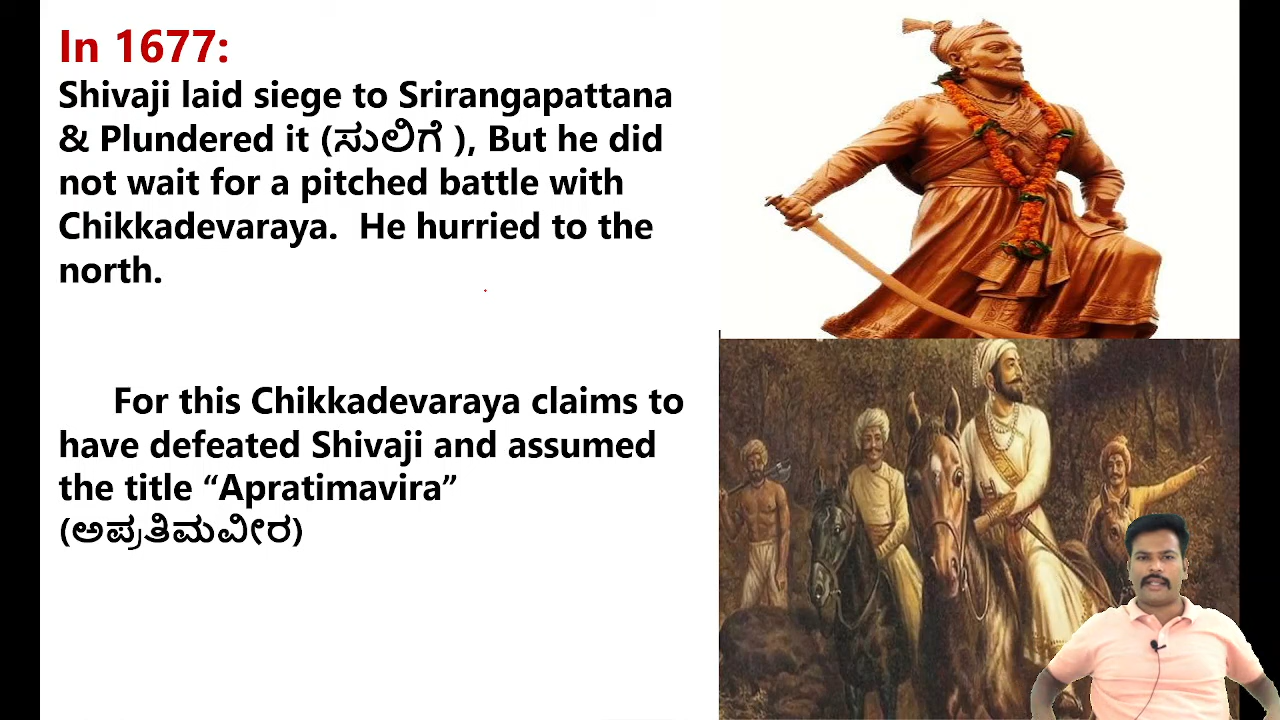 In 1677:
Shivaji laid siege to Srirangapattana
& Plundered it (ಸುಲಿಗೆ ), But he did
not wait for a pitched battle with
Chikkadevaraya.  He hurried to the
north.
For this Chikkadevaraya claims to
have defeated Shivaji and assumed
the title “Apratimavira”
(ಅಪ್ರತಿಮವೀರ)